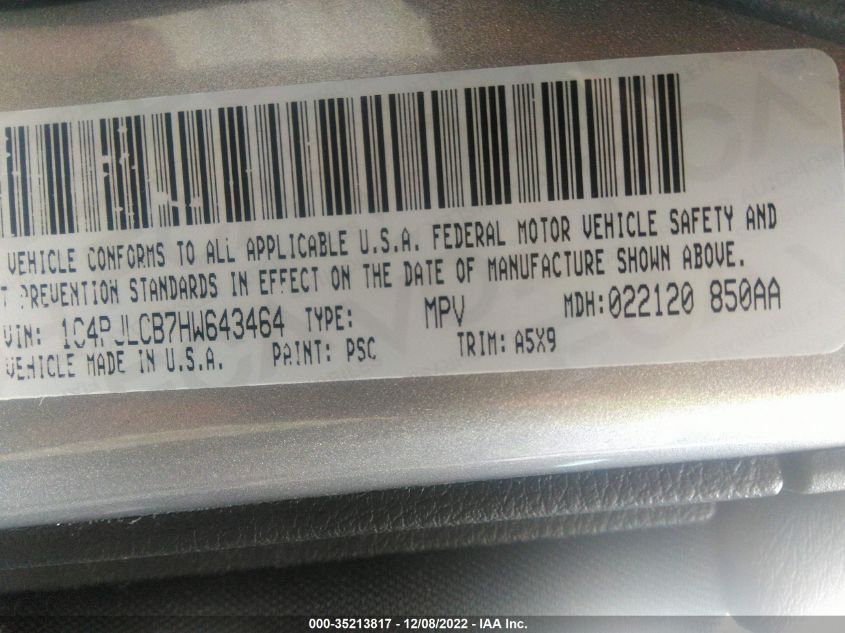 VEHICLE CONFORMS TO ALL APPLICABLE U.S.A. FEDERAL MOTOR VEHICLE SAFETY AND
T PREVENTION STANDARDS IN EFFECT ON THE DATE OF MANUFACTURE SHOWN ABOVE.
VIN: 1C4PJLCB7HW643464 TYPE: MPV MDH:022120 850AA
VEHICLE MADE IN U.S.A. PAINT: PSC TRIM: A5X9
000-35213817 - 12/08/2022 - IAA Inc.